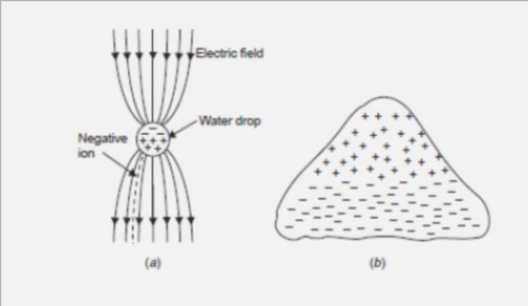 Electric field
Water drop
Negative
ion
(a)
(b)